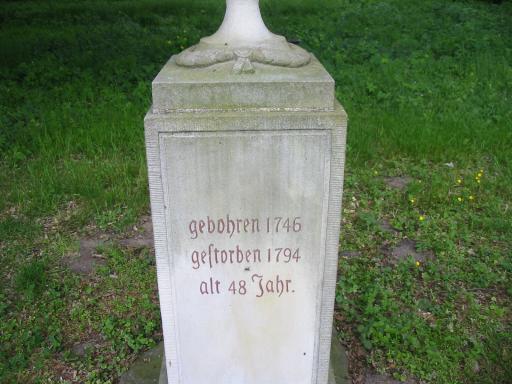 gebohren 1746
geſtorben 1794
alt 48 Jahr.